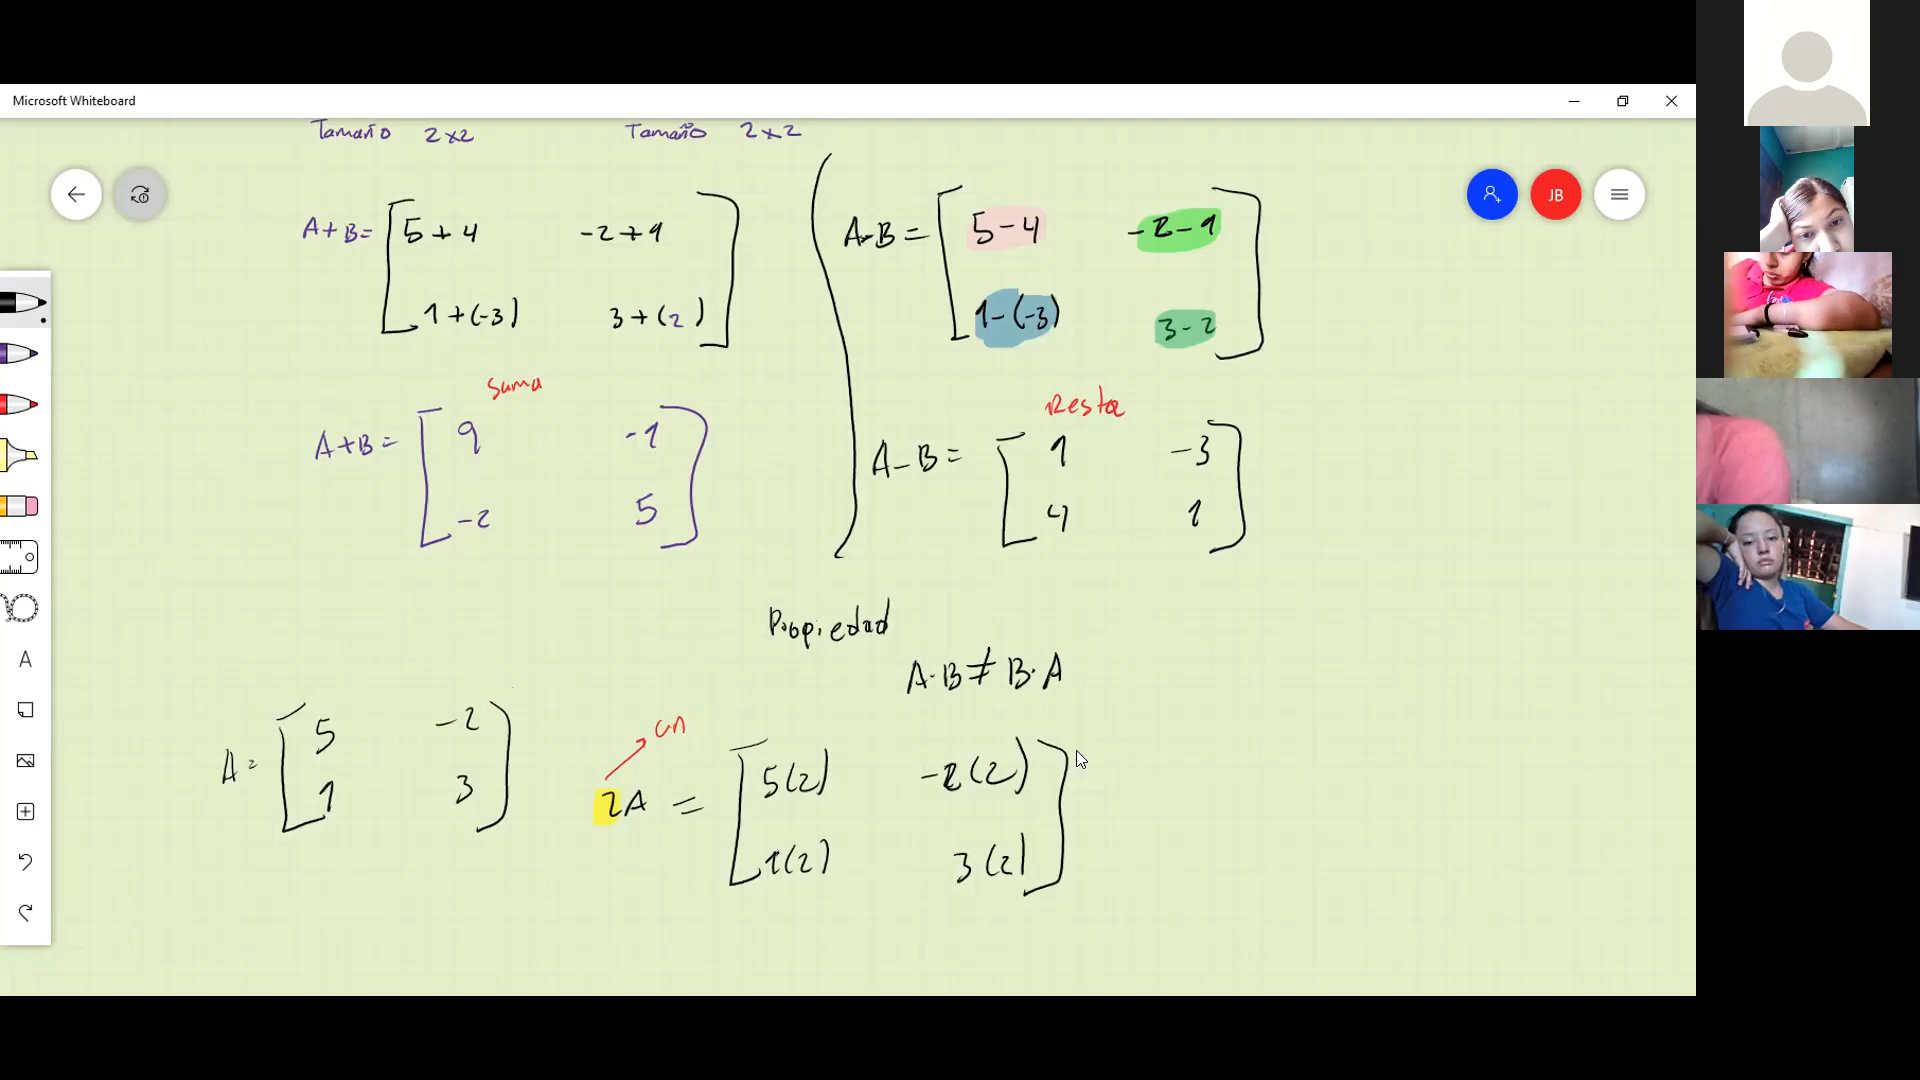 Microsoft Whiteboard
Tamaño 2x2 Tamaño 2x2
A+B= [5+4 -2+1
1+(-3) 3+(2)]
A-B = [5-4 -2-1
1-(-3) 3-2]
JB
Suma
A+B= [9 -1
-2 5]
Resta
A-B= [1 -3
4 1]
Propiedad
A·B≠B·A
A= [5 -2
1 3]
2A = [5(2) -2(2)
1(2) 3(2)]
A